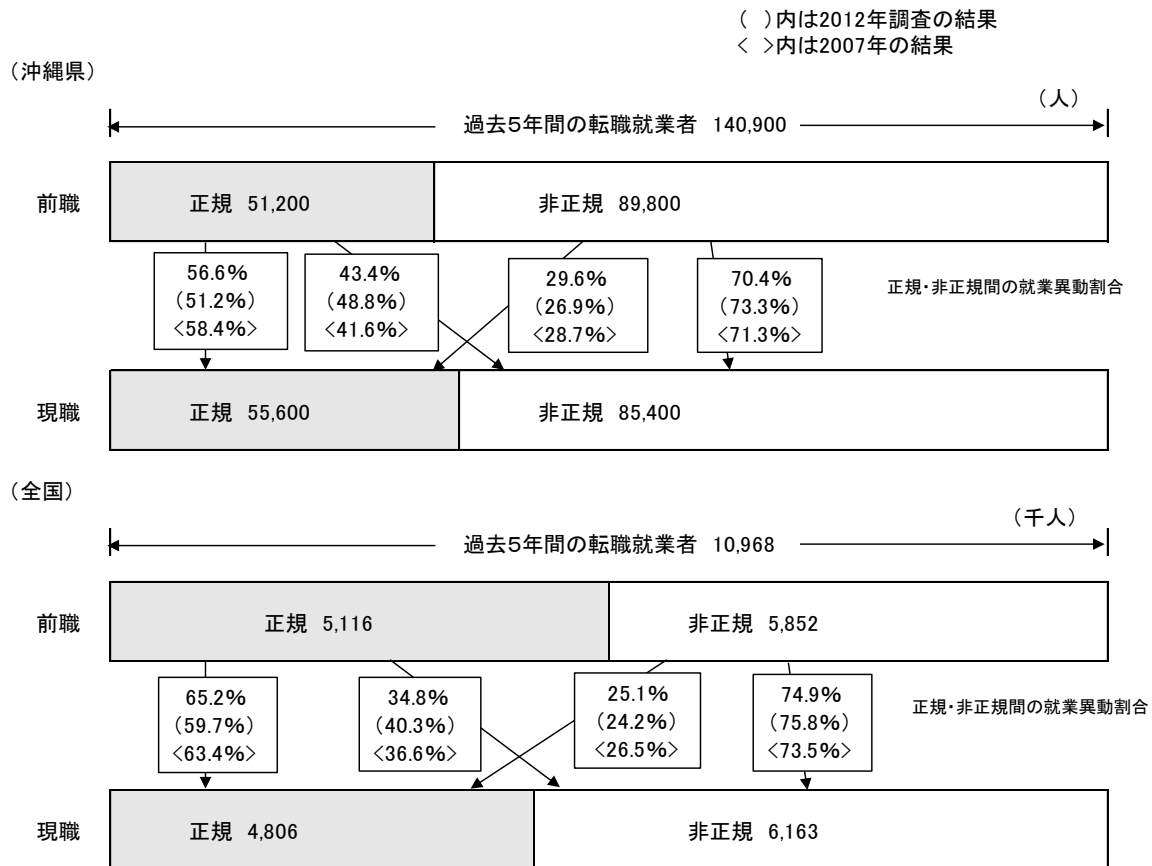 （　）内は2012年調査の結果
＜　＞内は2007年の結果
（沖縄県）
（人）
過去５年間の転職就業者 140,900
前職
正規 51,200
非正規 89,800
56.6%
（51.2%）
＜58.4%＞
43.4%
（48.8%）
＜41.6%＞
29.6%
（26.9%）
＜28.7%＞
70.4%
（73.3%）
＜71.3%＞
正規・非正規間の就業異動割合
現職
正規 55,600
非正規 85,400
（全国）
（千人）
過去５年間の転職就業者 10,968
前職
正規 5,116
非正規 5,852
65.2%
（59.7%）
＜63.4%＞
34.8%
（40.3%）
＜36.6%＞
25.1%
（24.2%）
＜26.5%＞
74.9%
（75.8%）
＜73.5%＞
正規・非正規間の就業異動割合
現職
正規 4,806
非正規 6,163